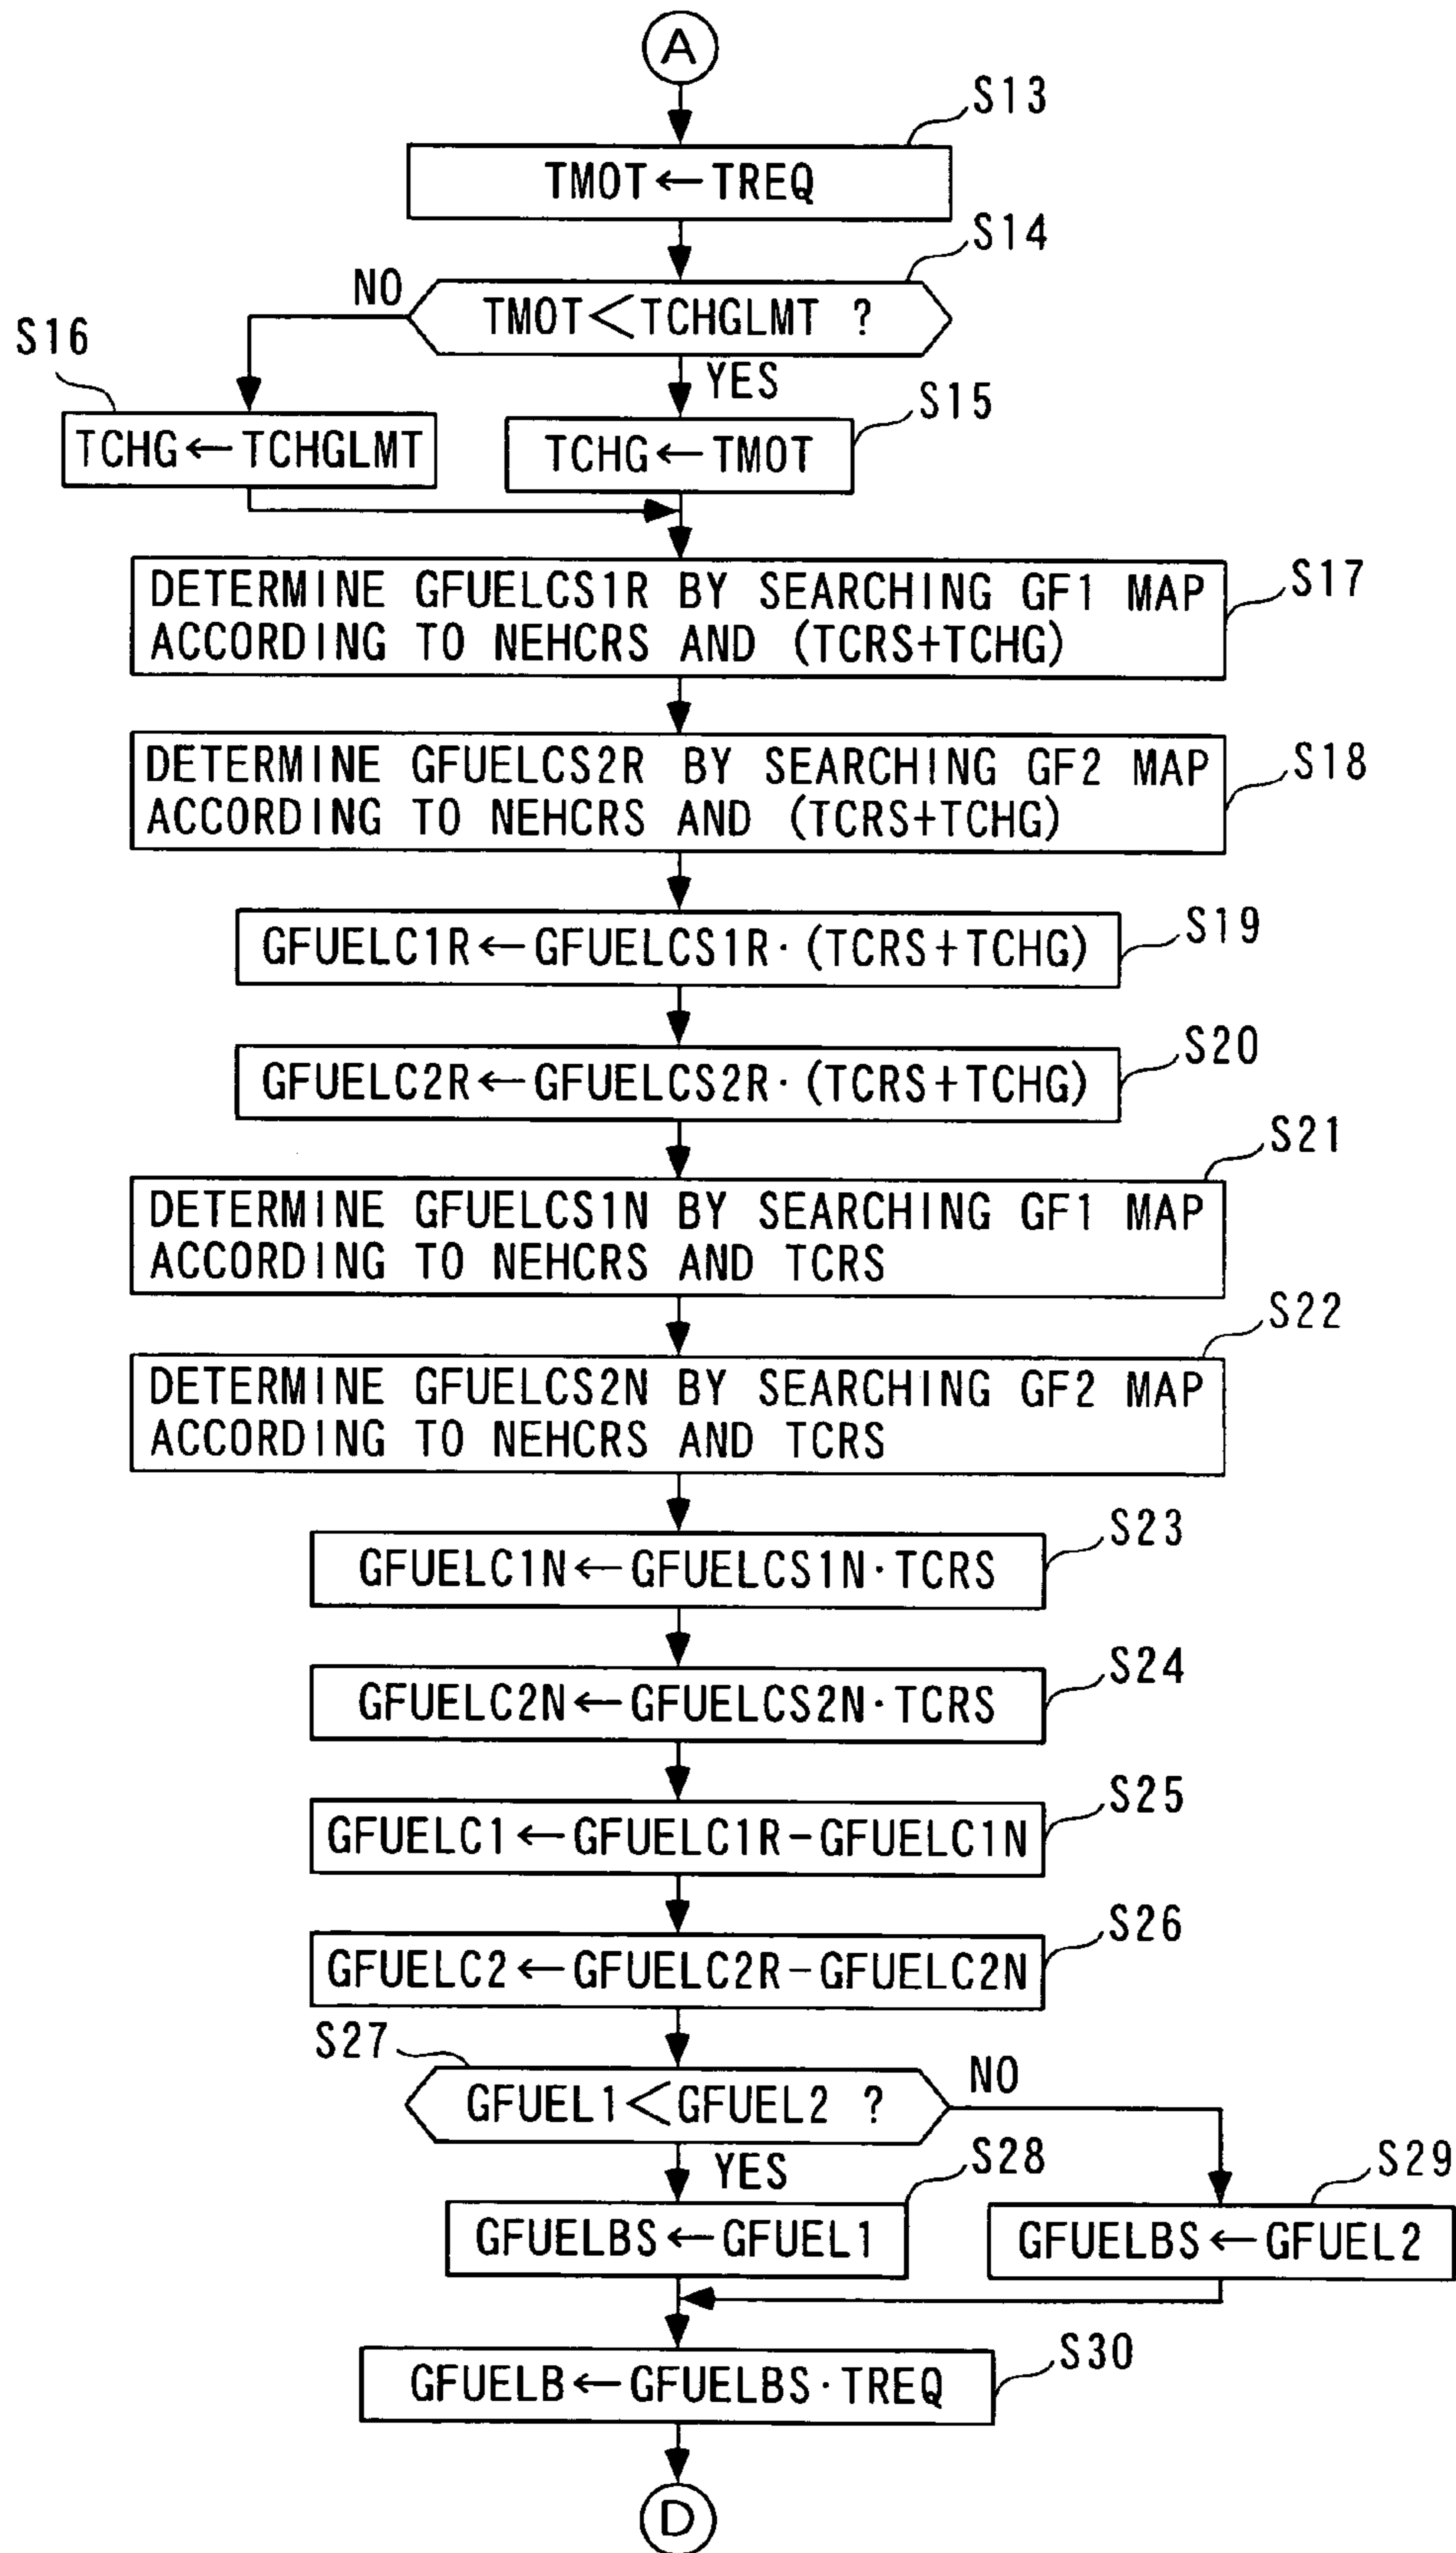 A
S13
TMOT←TREQ
S14
NO
TMOT<TCHGLMT ?
S16
YES
S15
TCHG←TCHGLMT
TCHG←TMOT
DETERMINE GFUELCS1R BY SEARCHING GF1 MAP
ACCORDING TO NEHCRS AND (TCRS+TCHG)
S17
DETERMINE GFUELCS2R BY SEARCHING GF2 MAP
ACCORDING TO NEHCRS AND (TCRS+TCHG)
S18
GFUELC1R←GFUELCS1R·(TCRS+TCHG)
S19
GFUELC2R←GFUELCS2R·(TCRS+TCHG)
S20
S21
DETERMINE GFUELCS1N BY SEARCHING GF1 MAP
ACCORDING TO NEHCRS AND TCRS
S22
DETERMINE GFUELCS2N BY SEARCHING GF2 MAP
ACCORDING TO NEHCRS AND TCRS
S23
GFUELC1N←GFUELCS1N·TCRS
S24
GFUELC2N←GFUELCS2N·TCRS
S25
GFUELC1←GFUELC1R-GFUELC1N
S26
GFUELC2←GFUELC2R-GFUELC2N
S27
GFUEL1<GFUEL2 ?
NO
YES
S28
S29
GFUELBS←GFUEL1
GFUELBS←GFUEL2
S30
GFUELB←GFUELBS·TREQ
D